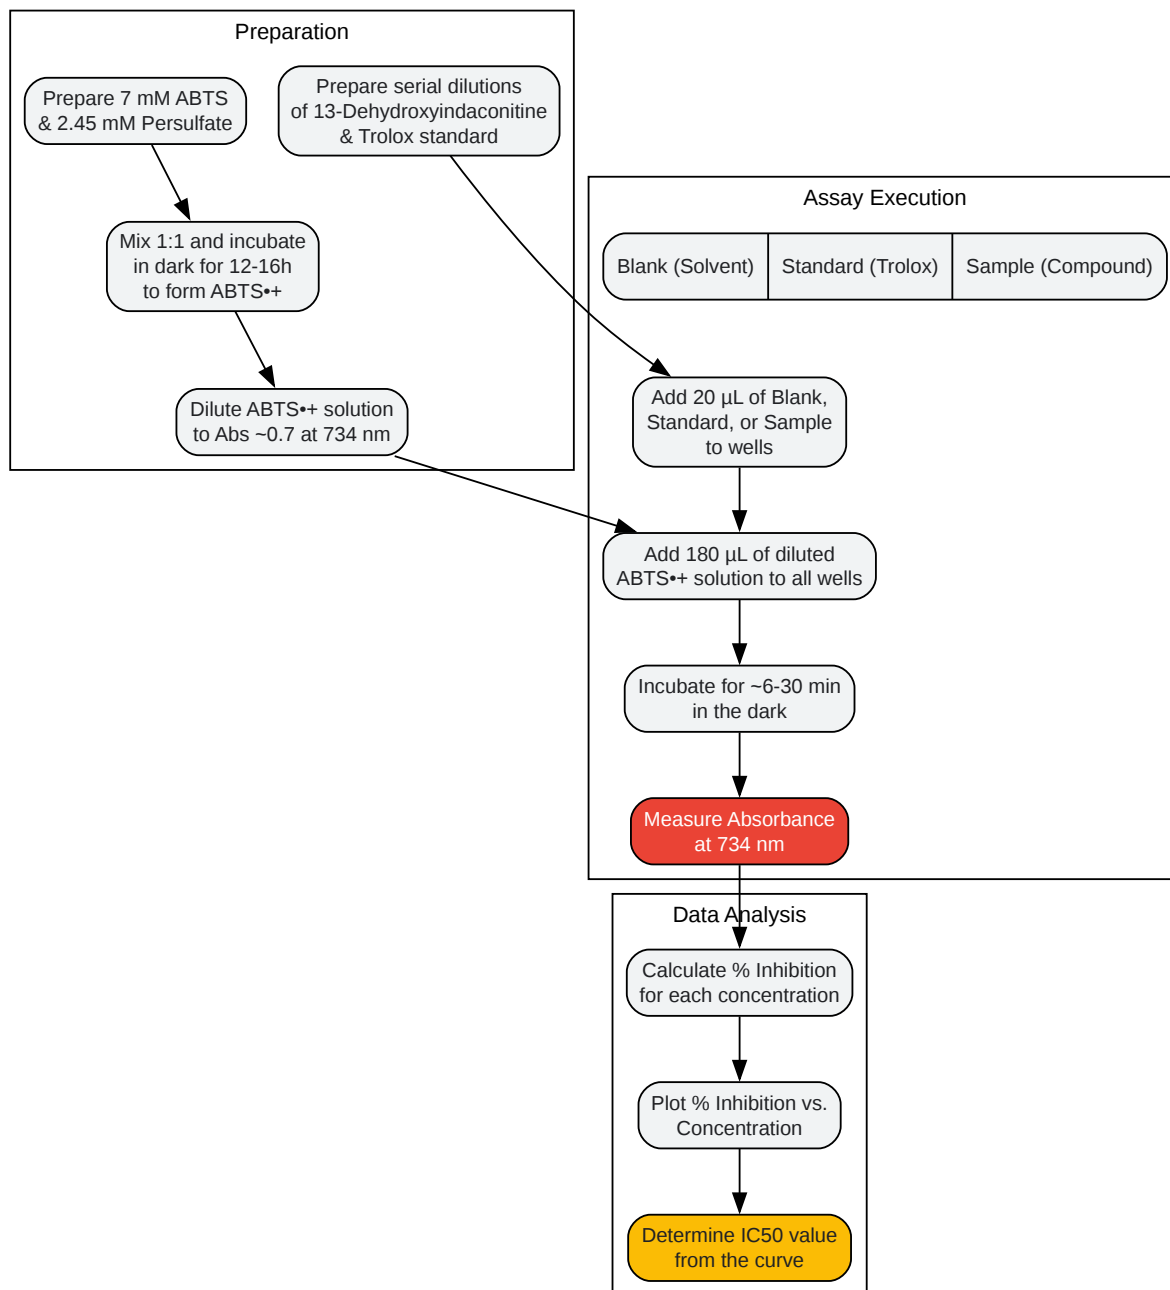 Preparation
Prepare 7 mM ABTS
& 2.45 mM Persulfate
Prepare serial dilutions
of 13-Dehydroxyindaconitine
& Trolox standard
Mix 1:1 and incubate
in dark for 12-16h
to form ABTS•+
Dilute ABTS•+ solution
to Abs ~0.7 at 734 nm
Assay Execution
Blank (Solvent)
Standard (Trolox)
Sample (Compound)
Add 20 µL of Blank,
Standard, or Sample
to wells
Add 180 µL of diluted
ABTS•+ solution to all wells
Incubate for ~6-30 min
in the dark
Measure Absorbance
at 734 nm
Data Analysis
Calculate % Inhibition
for each concentration
Plot % Inhibition vs.
Concentration
Determine IC50 value
from the curve